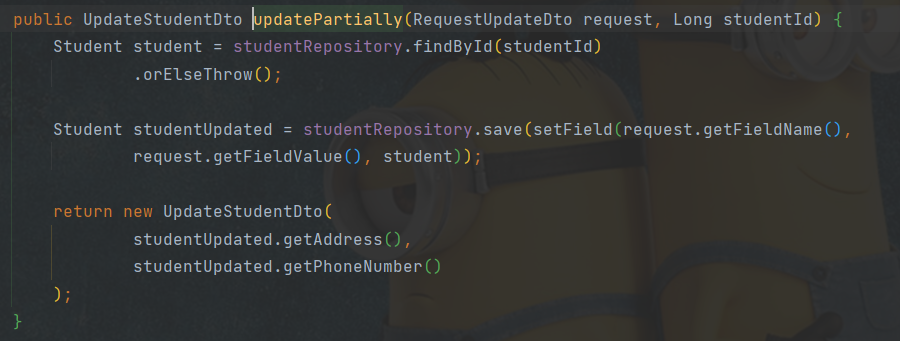 public UpdateStudentDto updatePartially(RequestUpdateDto request, Long studentId) {
Student student = studentRepository.findById(studentId)
.orElseThrow();
Student studentUpdated = studentRepository.save(setField(request.getFieldName(),
request.getFieldValue(), student));
return new UpdateStudentDto(
studentUpdated.getAddress(),
studentUpdated.getPhoneNumber()
);
}